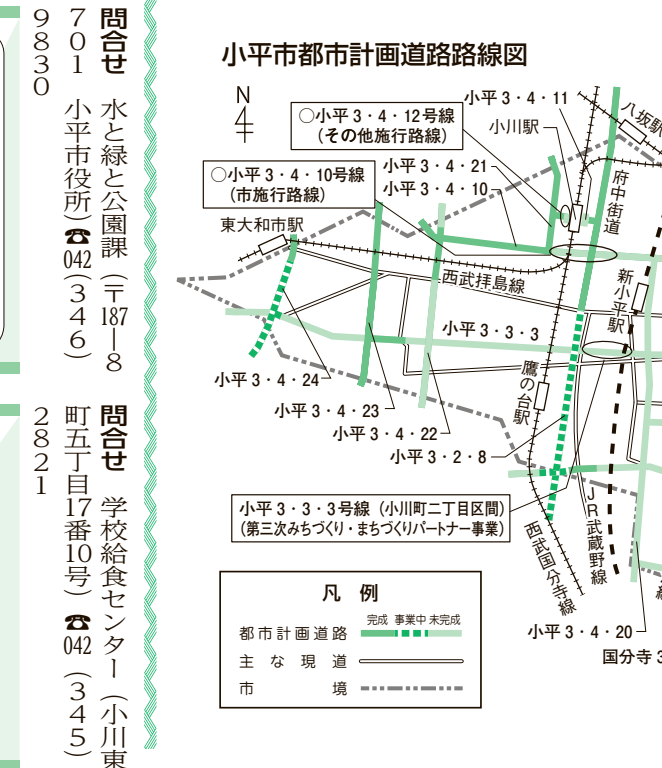 問合せ 水と緑と公園課（〒187―8
701 小平市役所）☎042（346）
9830
問合せ 学校給食センター（小川東
町五丁目17番10号）☎042（345）
2821
小平市都市計画道路路線図
N
小平3・4・11
八坂駅
○小平3・4・12号線
（その他施行路線）
小川駅
○小平3・4・10号線
（市施行路線）
小平3・4・21
小平3・4・10
府中街道
東大和市駅
西武拝島線
新小平駅
小平3・3・3
小平3・4・24
鷹の台駅
小平3・4・23
小平3・4・22
小平3・2・8
小平3・3・3号線（小川町二丁目区間）
（第三次みちづくり・まちづくりパートナー事業）
JR武蔵野線
西武国分寺線
小平3・4・20
国分寺3
凡例
完成 事業中 未完成
都市計画道路
主な現道
市境